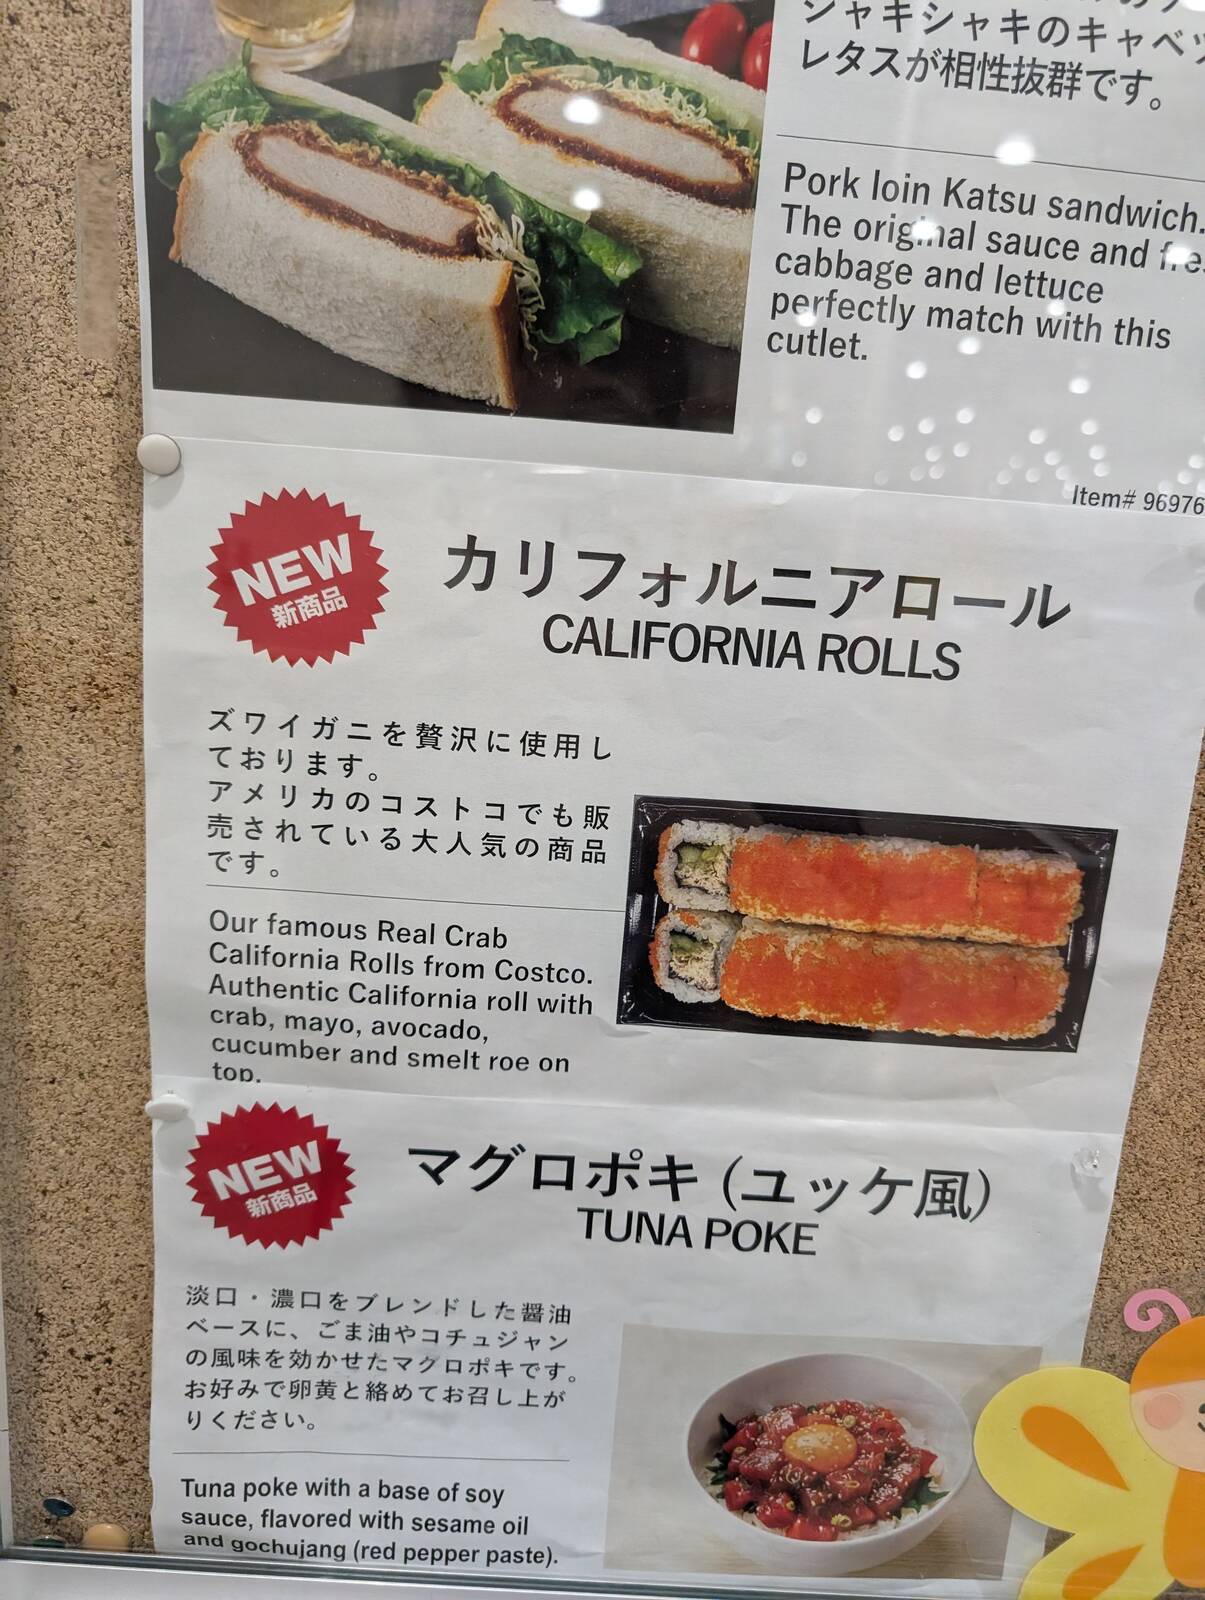 シャキシャキのキャベツ
レタスが相性抜群です。
Pork loin Katsu sandwich.
The original sauce and
cabbage and lettuce
perfectly match with this
cutlet.
Item# 96976
NEW
新商品
カリフォルニアロール
CALIFORNIA ROLLS
ズワイガニを贅沢に使用し
ております。
アメリカのコストコでも販
売されている大人気の商品
です。
Our famous Real Crab
California Rolls from Costco.
Authentic California roll with
crab, mayo, avocado,
cucumber and smelt roe on
top.
NEW
新商品
マグロポキ (ユッケ風)
TUNA POKE
淡口・濃口をブレンドした醤油
ベースに、ごま油やコチュジャン
の風味を効かせたマグロポキです。
お好みで卵黄と絡めてお召し上が
りください。
Tuna poke with a base of soy
sauce, flavored with sesame oil
and gochujang (red pepper paste).